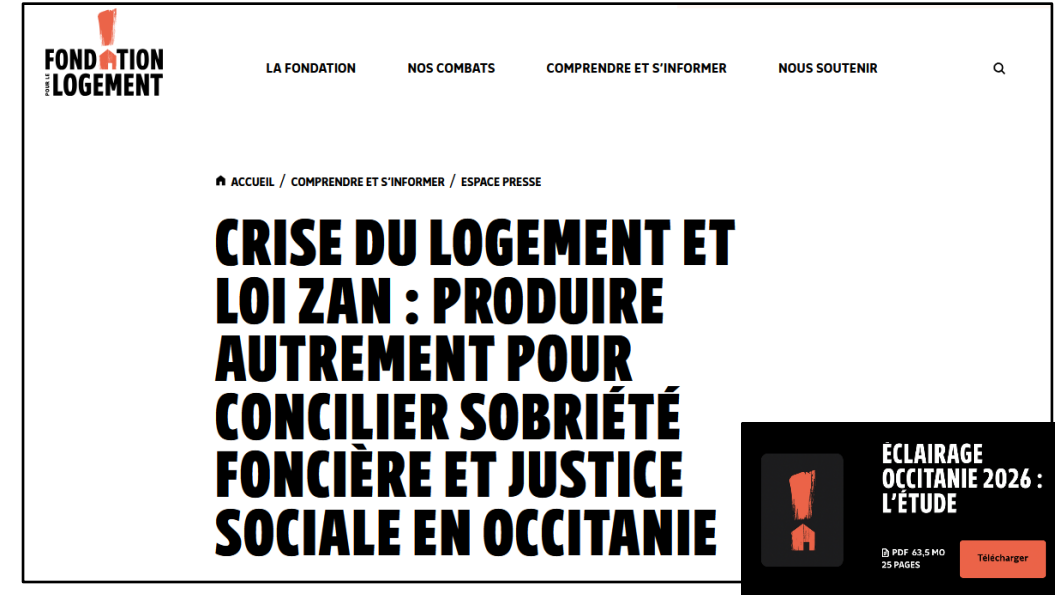 FONDATION
POUR LE
LOGEMENT
LA FONDATION
NOS COMBATS
COMPRENDRE ET S'INFORMER
NOUS SOUTENIR
ACCUEIL / COMPRENDRE ET S'INFORMER / ESPACE PRESSE
CRISE DU LOGEMENT ET
LOI ZAN : PRODUIRE
AUTREMENT POUR
CONCILIER SOBRIÉTÉ
FONCIÈRE ET JUSTICE
SOCIALE EN OCCITANIE
ÉCLAIRAGE
OCCITANIE 2026 :
L'ÉTUDE
PDF 63,5 MO
25 PAGES
Télécharger